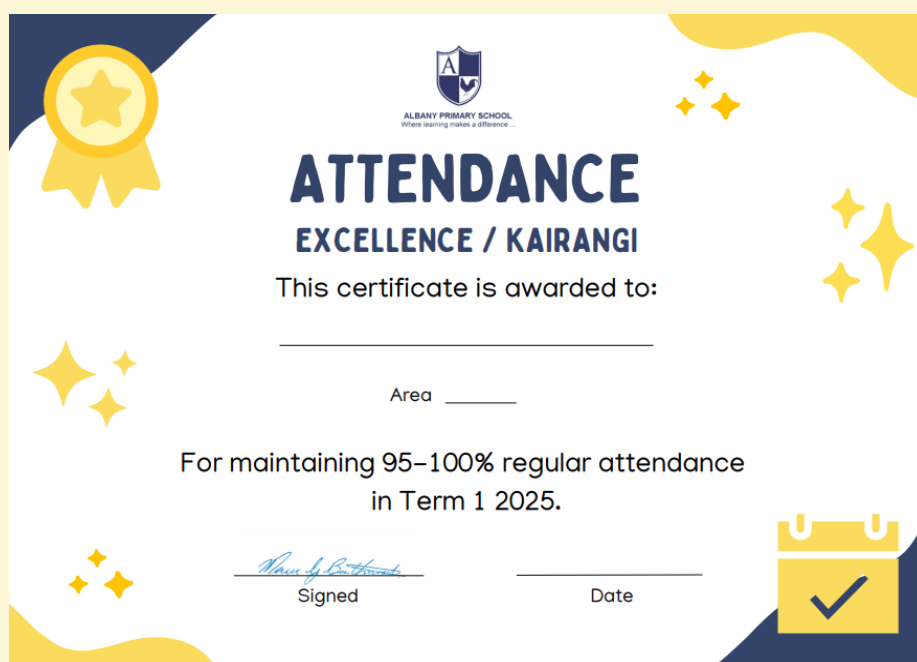 A
ALBANY PRIMARY SCHOOL
Where learning makes a difference ...
ATTENDANCE
EXCELLENCE / KAIRANGI
This certificate is awarded to:
Area
For maintaining 95-100% regular attendance
in Term 1 2025.
Signed
Date